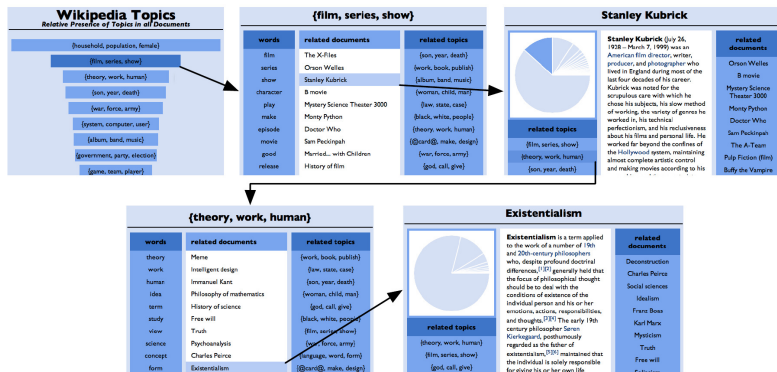 Wikipedia Topics
Relative Presence of Topics in all Documents
{household, population, female}
{film, series, show}
{theory, work, human}
{son, year, death}
{war, force, army}
{system, computer, user}
{album, band, music}
{government, party, election}
{game, team, player}
{film, series, show}
words
film
series
show
character
play
make
episode
movie
good
release
related documents
The X-Files
Orson Welles
Stanley Kubrick
B movie
Mystery Science Theater 3000
Monty Python
Doctor Who
Sam Peckinpah
Married... with Children
History of film
related topics
{son, year, death}
{work, book, publish}
{album, band, music}
{woman, child, man}
{law, state, case}
{black, white, people}
{theory, work, human}
{@card@, make, design}
{war, force, army}
{god, call, give}
Stanley Kubrick
related topics
{film, series, show}
{theory, work, human}
{son, year, death}
Stanley Kubrick (July 26,
1928 – March 7, 1999) was an
American film director, writer,
producer, and photographer who
lived in England during most of the
last four decades of his career.
Kubrick was noted for the
scrupulous care with which he
chose his subjects, his slow method
of working, the variety of genres he
worked in, his technical
perfectionism, and his reclusiveness
about his films and personal life. He
worked far beyond the confines of
the Hollywood system, maintaining
almost complete artistic control
and making movies according to his
related
documents
Orson Welles
B movie
Mystery Science
Theater 3000
Monty Python
Doctor Who
Sam Peckinpah
The A-Team
Pulp Fiction (film)
Buffy the Vampire
{theory, work, human}
words
theory
work
human
idea
term
study
view
science
concept
form
related documents
Meme
Intelligent design
Immanuel Kant
Philosophy of mathematics
History of science
Free will
Truth
Psychoanalysis
Charles Peirce
Existentialism
related topics
{work, book, publish}
{law, state, case}
{son, year, death}
{woman, child, man}
{god, call, give}
{black, white, people}
{film, series, show}
{war, force, army}
{language, word, form}
{@card@, make, design}
Existentialism
related topics
{theory, work, human}
{film, series, show}
{god, call, give}
Existentialism is a term applied
to the work of a number of 19th
and 20th-century philosophers
who, despite profound doctrinal
differences,[1][2] generally held that
the focus of philosophical thought
should be to deal with the
conditions of existence of the
individual person and his or her
emotions, actions, responsibilities,
and thoughts.[3][4] The early 19th
century philosopher Søren
Kierkegaard, posthumously
regarded as the father of
existentialism,[5][6] maintained that
the individual is solely responsible
for giving his or her own life
related
documents
Deconstruction
Charles Peirce
Social sciences
Idealism
Franz Boas
Karl Marx
Mysticism
Truth
Free will